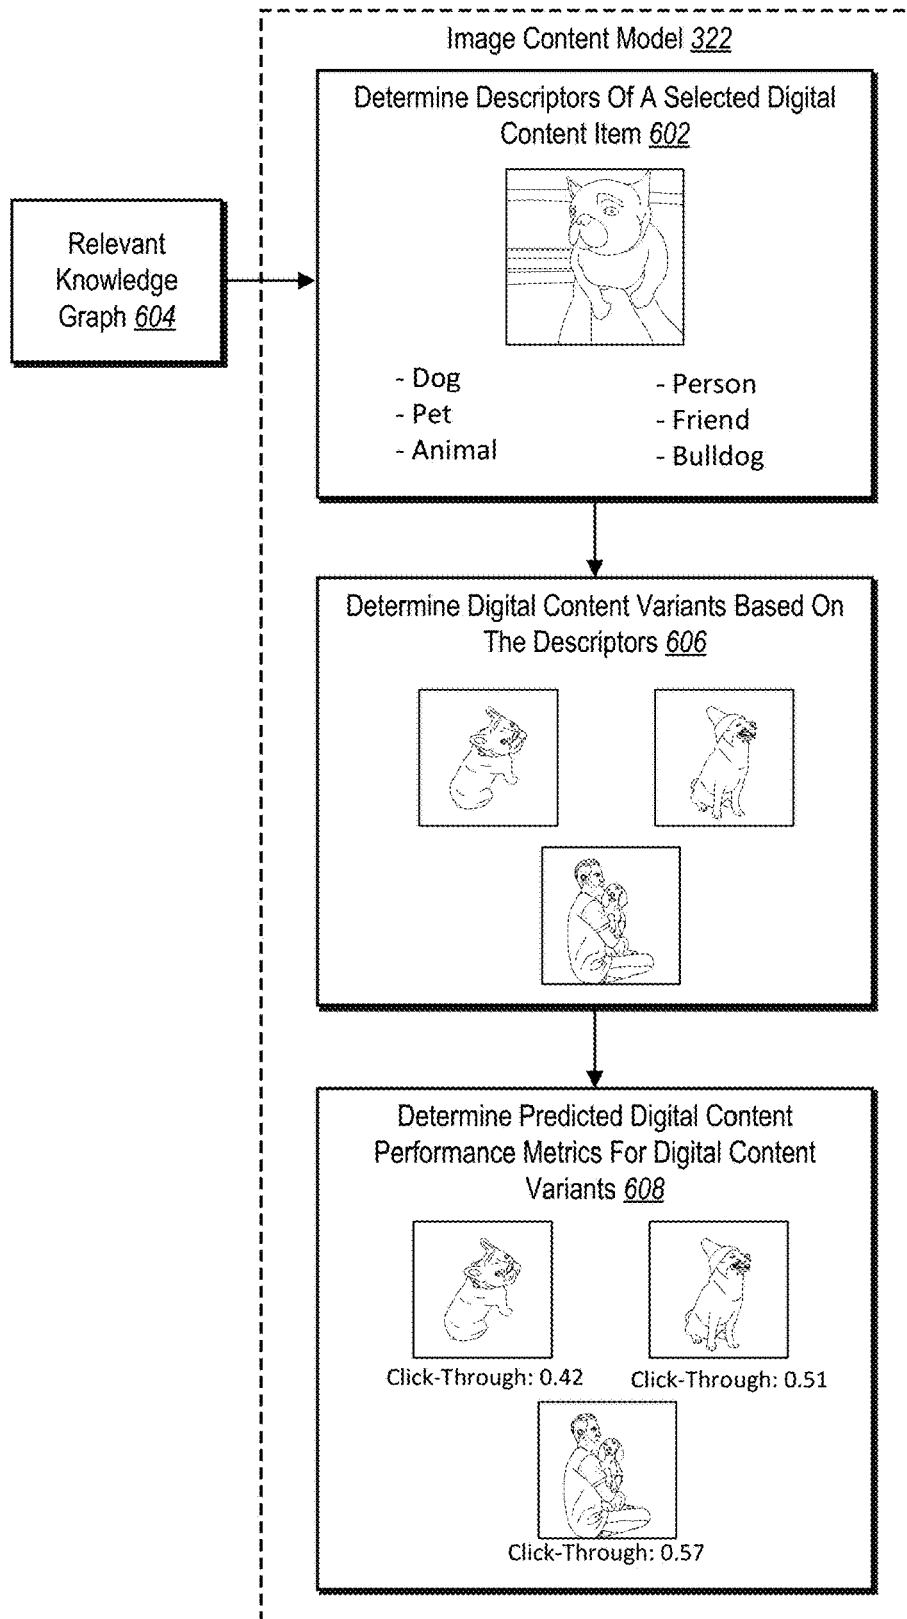 Image Content Model 322
Determine Descriptors Of A Selected Digital
Content Item 602
Relevant
Knowledge
Graph 604
- Dog
- Pet
- Animal
- Person
- Friend
- Bulldog
Determine Digital Content Variants Based On
The Descriptors 606
Determine Predicted Digital Content
Performance Metrics For Digital Content
Variants 608
Click-Through: 0.42
Click-Through: 0.51
Click-Through: 0.57